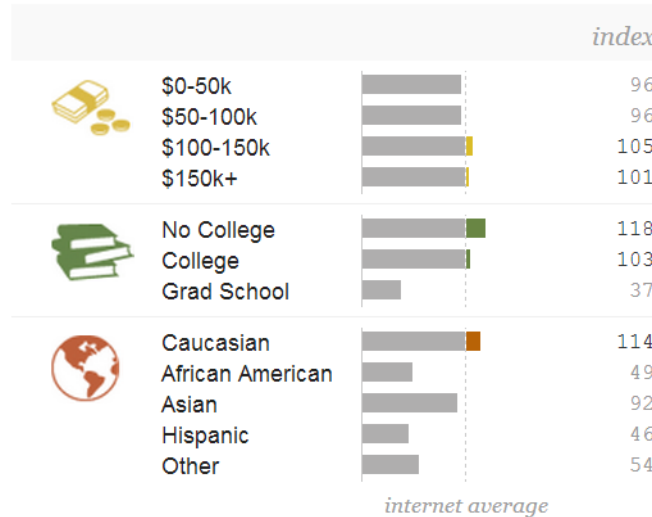 index
$0-50k 96
$50-100k 96
$100-150k 105
$150k+ 101
No College 118
College 103
Grad School 37
Caucasian 114
African American 49
Asian 92
Hispanic 46
Other 54
internet average